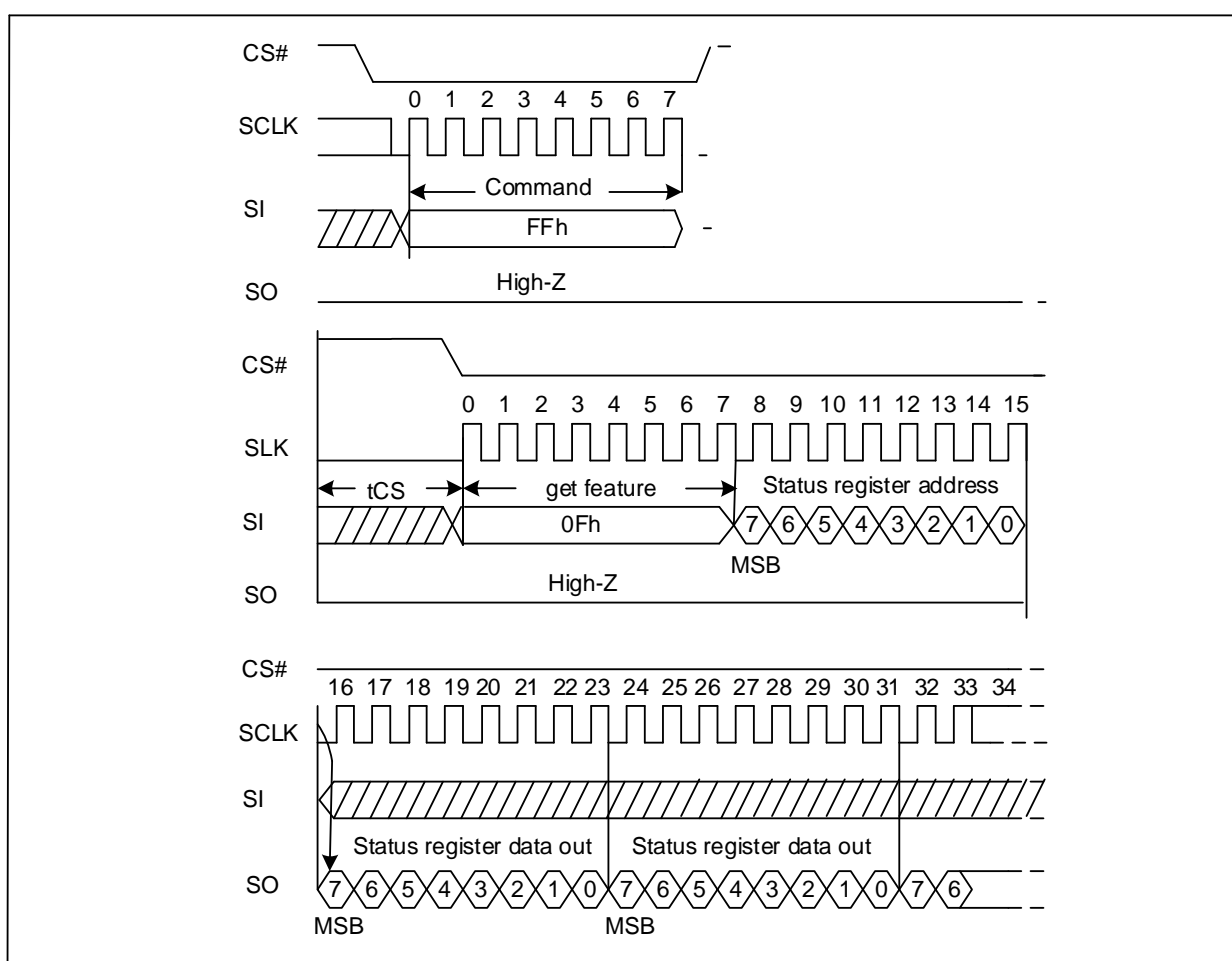 CS#
0 1 2 3 4 5 6 7
SCLK
Command
SI
FFh
High-Z
SO
CS#
0 1 2 3 4 5 6 7 8 9 10 11 12 13 14 15
SLK
tCS get feature Status register address
SI
0Fh 7 6 5 4 3 2 1 0
MSB
High-Z
SO
CS#
16 17 18 19 20 21 22 23 24 25 26 27 28 29 30 31 32 33 34
SCLK
SI
Status register data out Status register data out
SO
7 6 5 4 3 2 1 0 7 6 5 4 3 2 1 0 7 6
MSB MSB